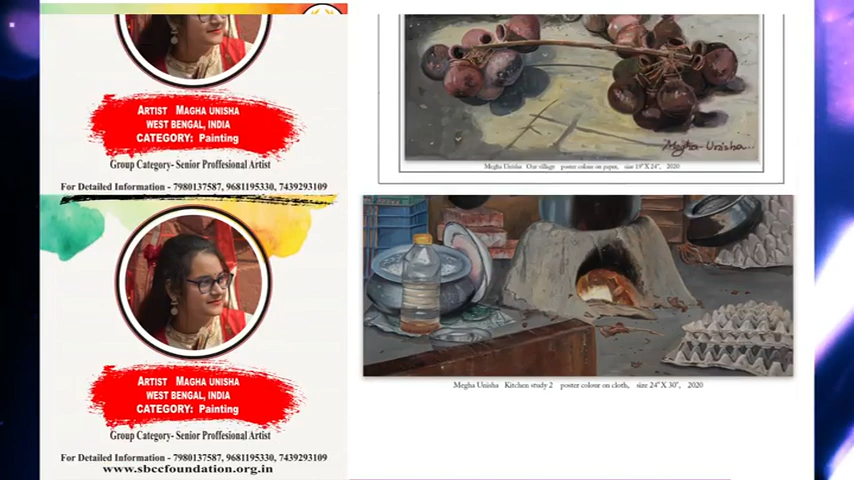 ARTIST MAGHA UNISHA
WEST BENGAL, INDIA
CATEGORY: Painting
Group Category- Senior Proffesional Artist
For Detailed Information - 7980137587, 9681195330, 7439293109
ARTIST MAGHA UNISHA
WEST BENGAL, INDIA
CATEGORY: Painting
Group Category- Senior Proffesional Artist
For Detailed Information - 7980137587, 9681195330, 7439293109
www.sbccfoundation.org.in
Megha Unisha...
Megha Unisha Our village poster colour on paper, size 19"X 24", 2020
Megha Unisha Kitchen study 2 poster colour on cloth, size 24"X 30", 2020